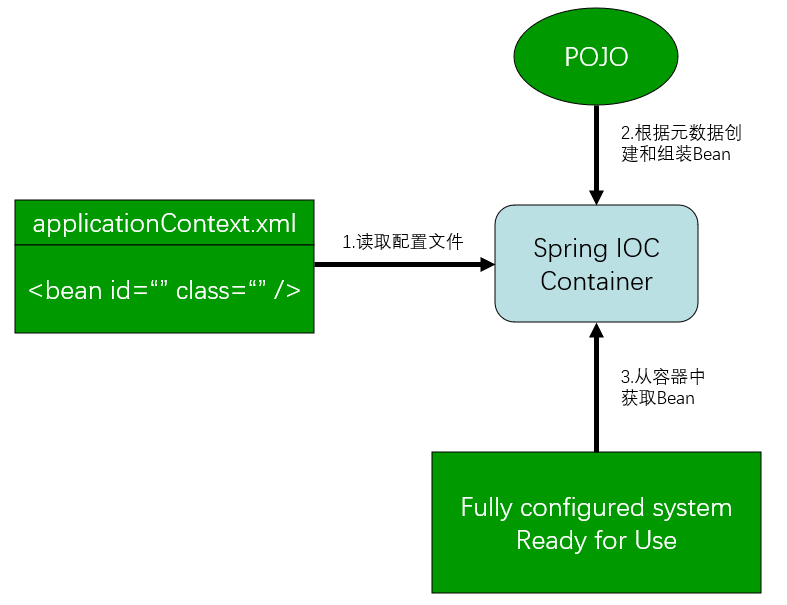 POJO
2.根据元数据创
建和组装Bean
applicationContext.xml
<bean id=“” class=“” />
1.读取配置文件
Spring IOC
Container
3.从容器中
获取Bean
Fully configured system
Ready for Use